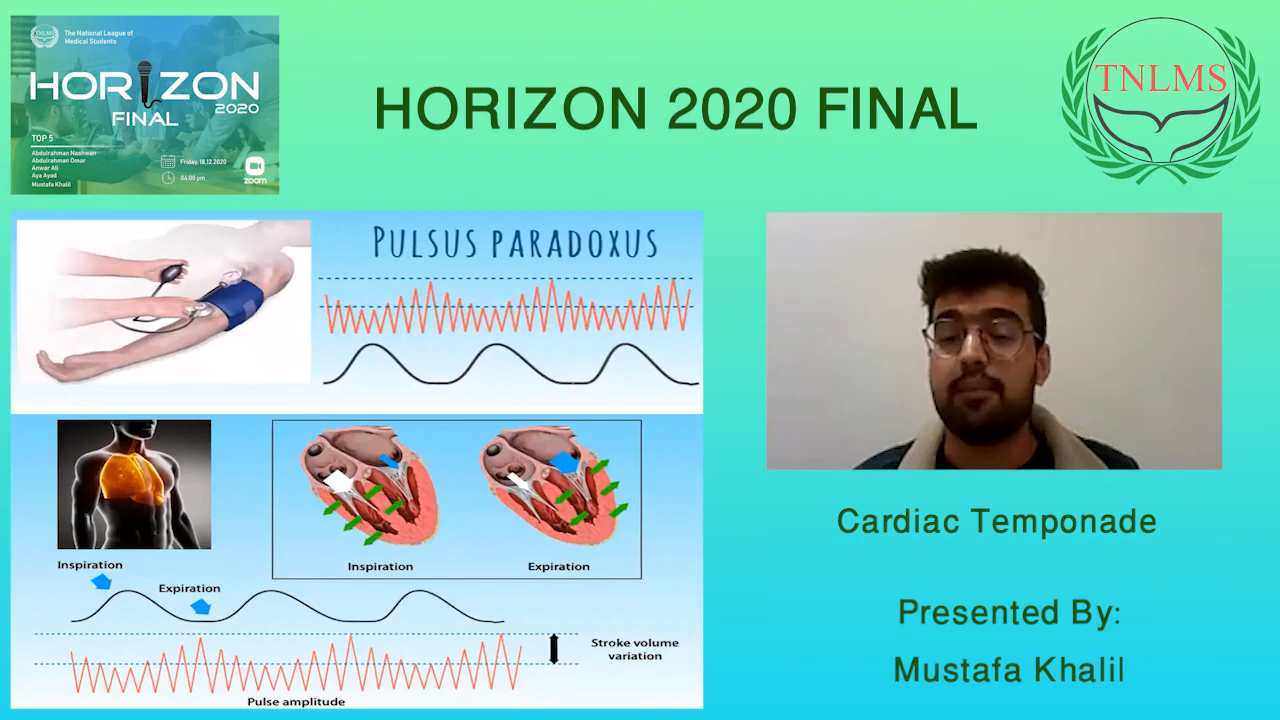 TNLMS
The National League of
Medical Students
HORIZON
2020
FINAL
TOP 5
Abdulrahman Nashwan
Abdulrahman Omar
Anwar Ali
Aya Ayad
Mustafa Khalil
Friday, 18.12.2020
04:00 pm
zoom
HORIZON 2020 FINAL
TNLMS
PULSUS PARADOXUS
Inspiration
Expiration
Inspiration
Expiration
Stroke volume
variation
Pulse amplitude
Cardiac Temponade
Presented By:
Mustafa Khalil